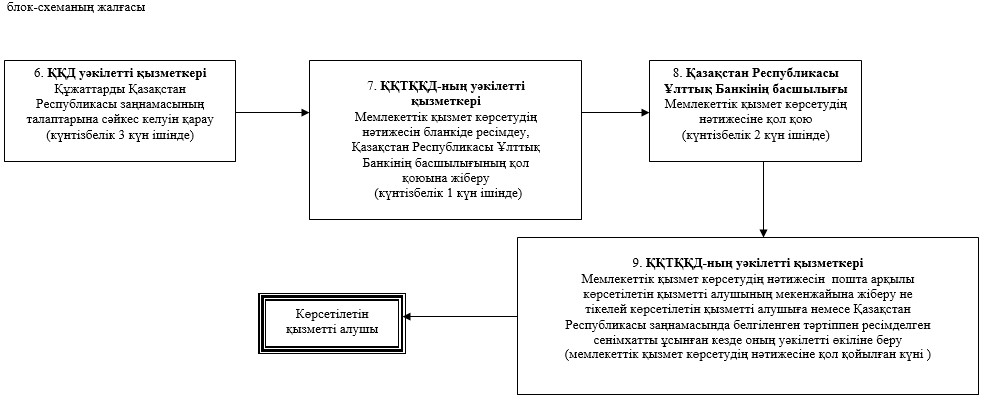 блок-схеманың жалғасы
6. ҚҚД уәкілетті қызметкері
Құжаттарды Қазақстан
Республикасы заңнамасының
талаптарына сәйкес келуін қарау
(күнтізбелік 3 күн ішінде)
7. ҚҚТҚҚД-ның уәкілетті
қызметкері
Мемлекеттік қызмет көрсетудің
нәтижесін бланкіде ресімдеу,
Қазақстан Республикасы Ұлттық
Банкінің басшылығының қол
қоюына жіберу
(күнтізбелік 1 күн ішінде)
8. Қазақстан Республикасы
Ұлттық Банкінің басшылығы
Мемлекеттік қызмет көрсетудің
нәтижесіне қол қою
(күнтізбелік 2 күн ішінде)
9. ҚҚТҚҚД-ның уәкілетті қызметкері
Мемлекеттік қызмет көрсетудің нәтижесін пошта арқылы
көрсетілетін қызметті алушының мекенжайына жіберу не
тікелей көрсетілетін қызметті алушыға немесе Қазақстан
Республикасы заңнамасында белгіленген тәртіппен ресімделген
сенімхатты ұсынған кезде оның уәкілетті өкіліне беру
(мемлекеттік қызмет көрсетудің нәтижесіне қол қойылған күні )
Көрсетілетін
қызметті алушы